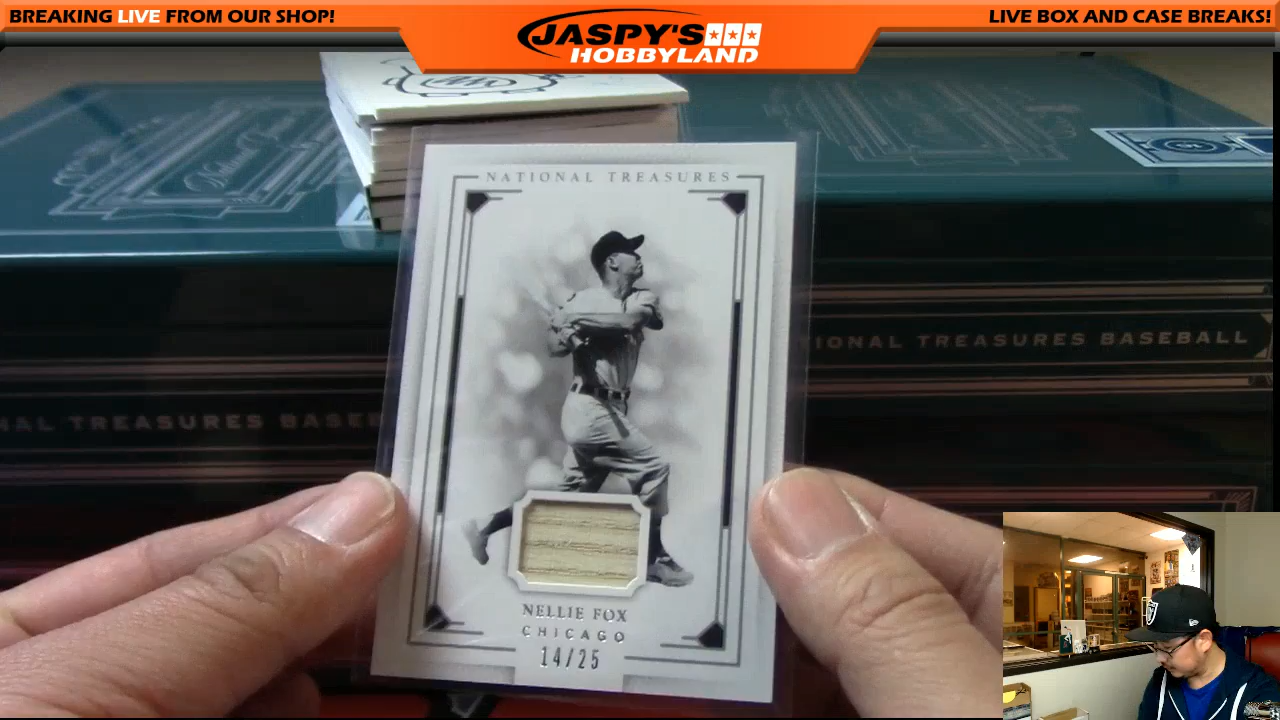 BREAKING LIVE FROM OUR SHOP!
JASPY'S
HOBBYLAND
LIVE BOX AND CASE BREAKS!
NATIONAL TREASURES
TIONAL TREASURES BASEBALL
NAL TREASURES BASE
NELLIE FOX
CHICAGO
14/25